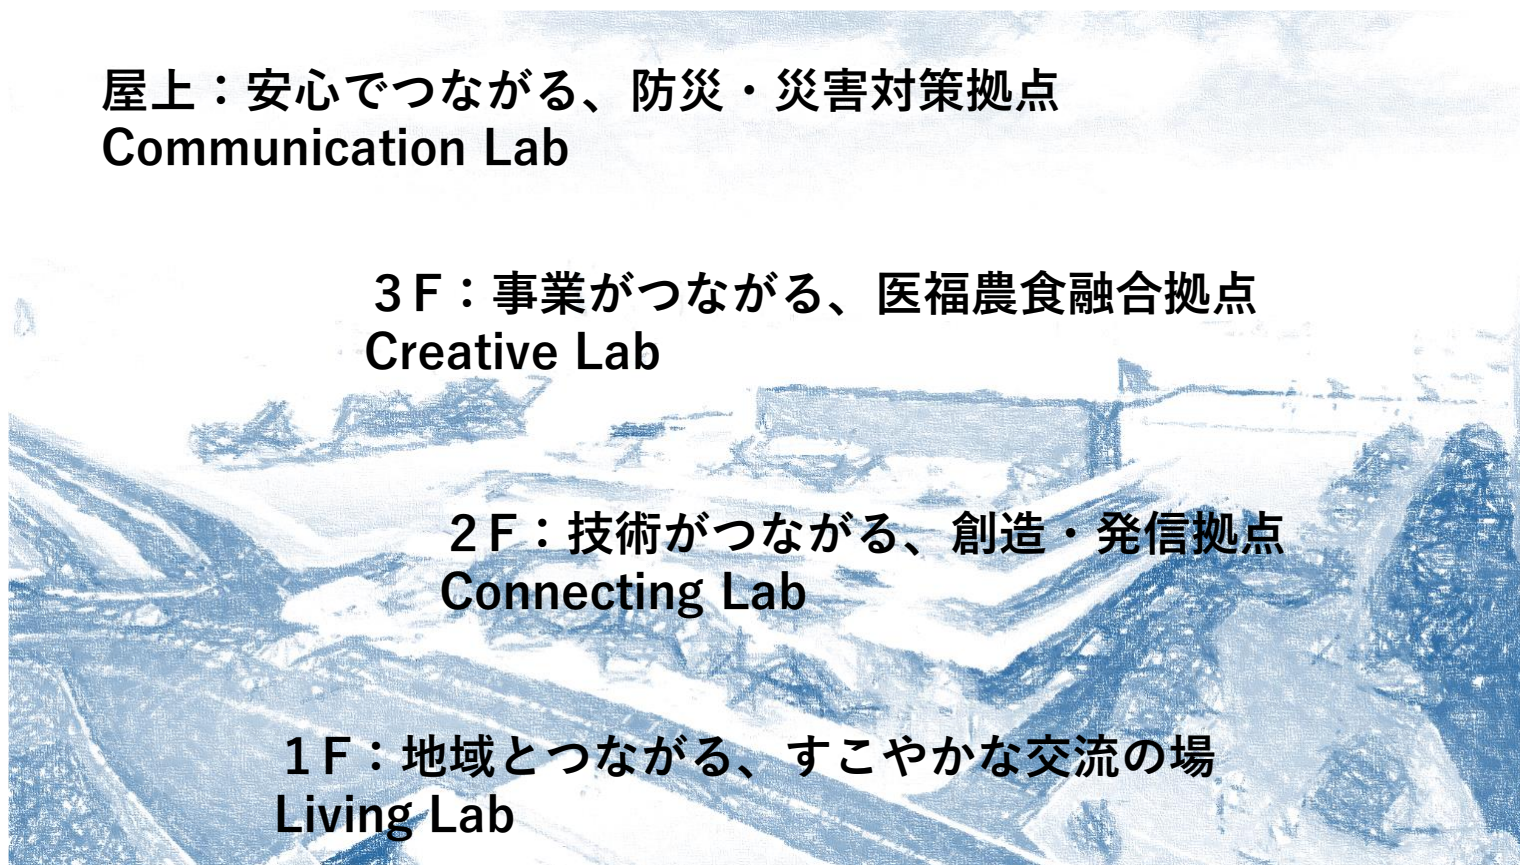 屋上：安心でつながる、防災・災害対策拠点
Communication Lab
３F：事業がつながる、医福農食融合拠点
Creative Lab
２F：技術がつながる、創造・発信拠点
Connecting Lab
１F：地域とつながる、すこやかな交流の場
Living Lab